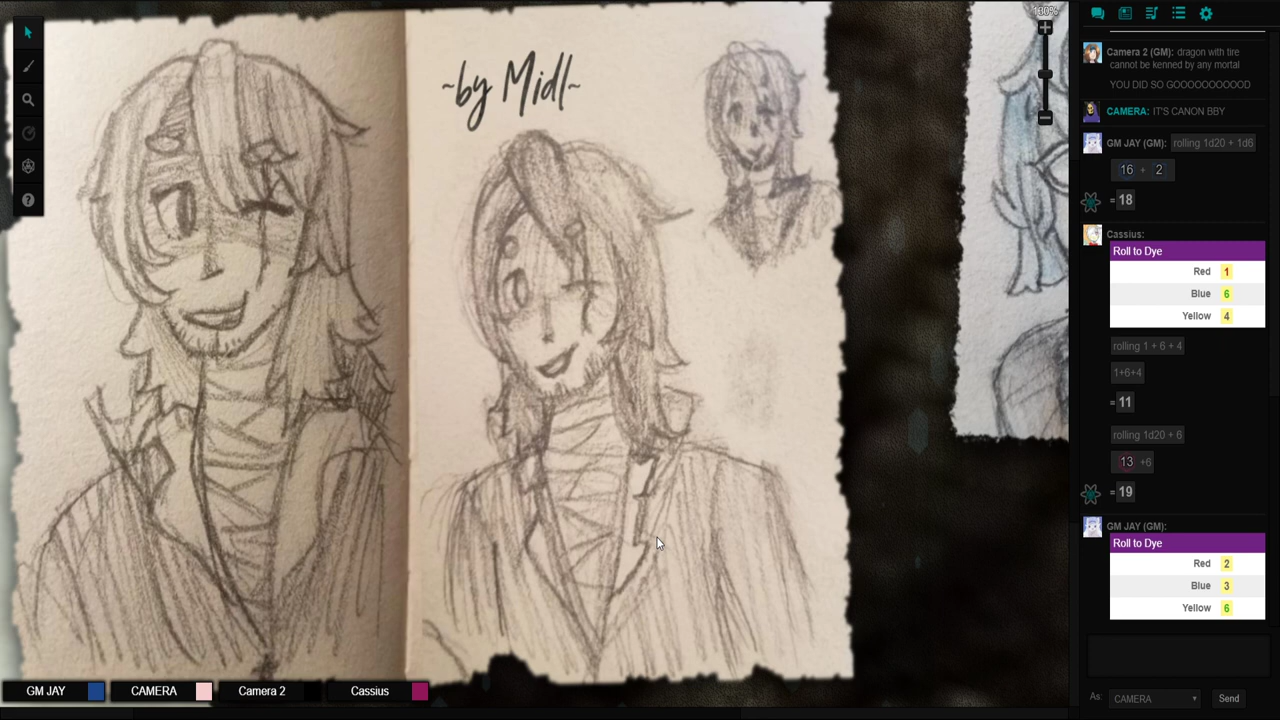 ~by Midl~
180%
Camera 2 (GM): dragon with tire
cannot be kenned by any mortal
YOU DID SO GOOOOOOOOOOD
CAMERA: IT'S CANON BBY
GM JAY (GM): rolling 1d20 + 1d6
16 + 2
= 18
Cassius:
Roll to Dye
Red 1
Blue 6
Yellow 4
rolling 1 + 6 + 4
1+6+4
= 11
rolling 1d20 + 6
13 +6
= 19
GM JAY (GM):
Roll to Dye
Red 2
Blue 3
Yellow 6
GM JAY
CAMERA
Camera 2
Cassius
As: CAMERA
Send